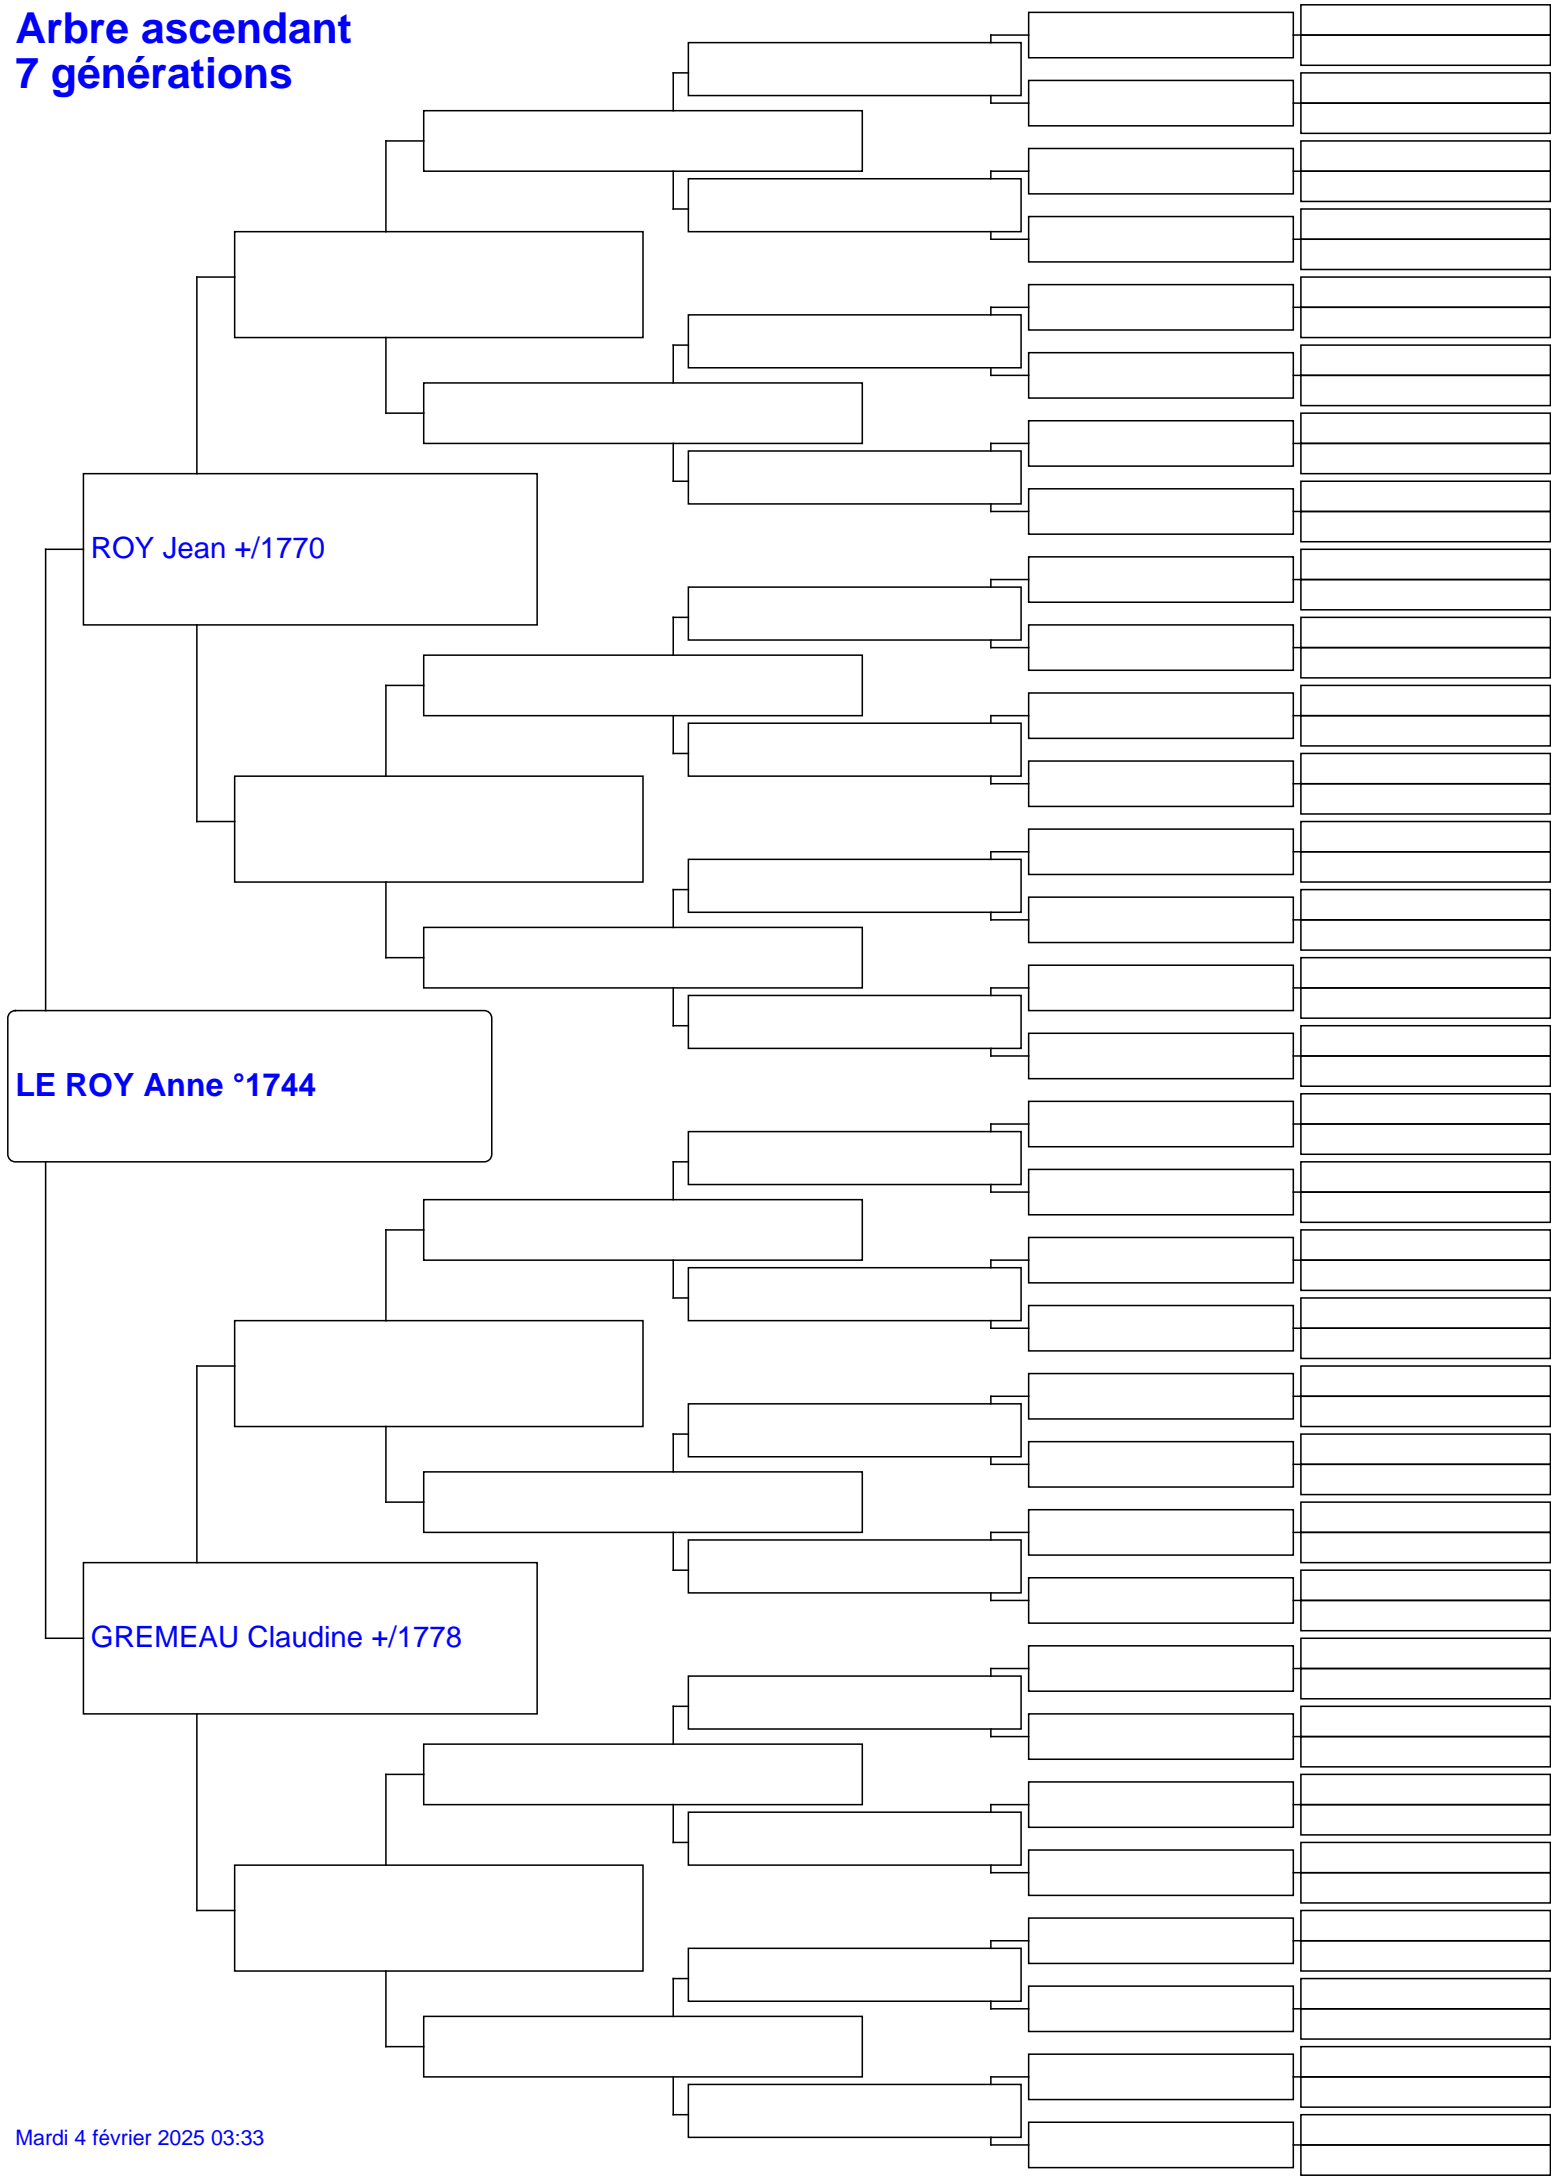 Arbre ascendant
7 générations
ROY Jean +/1770
LE ROY Anne °1744
GREMEAU Claudine +/1778
Mardi 4 février 2025 03:33